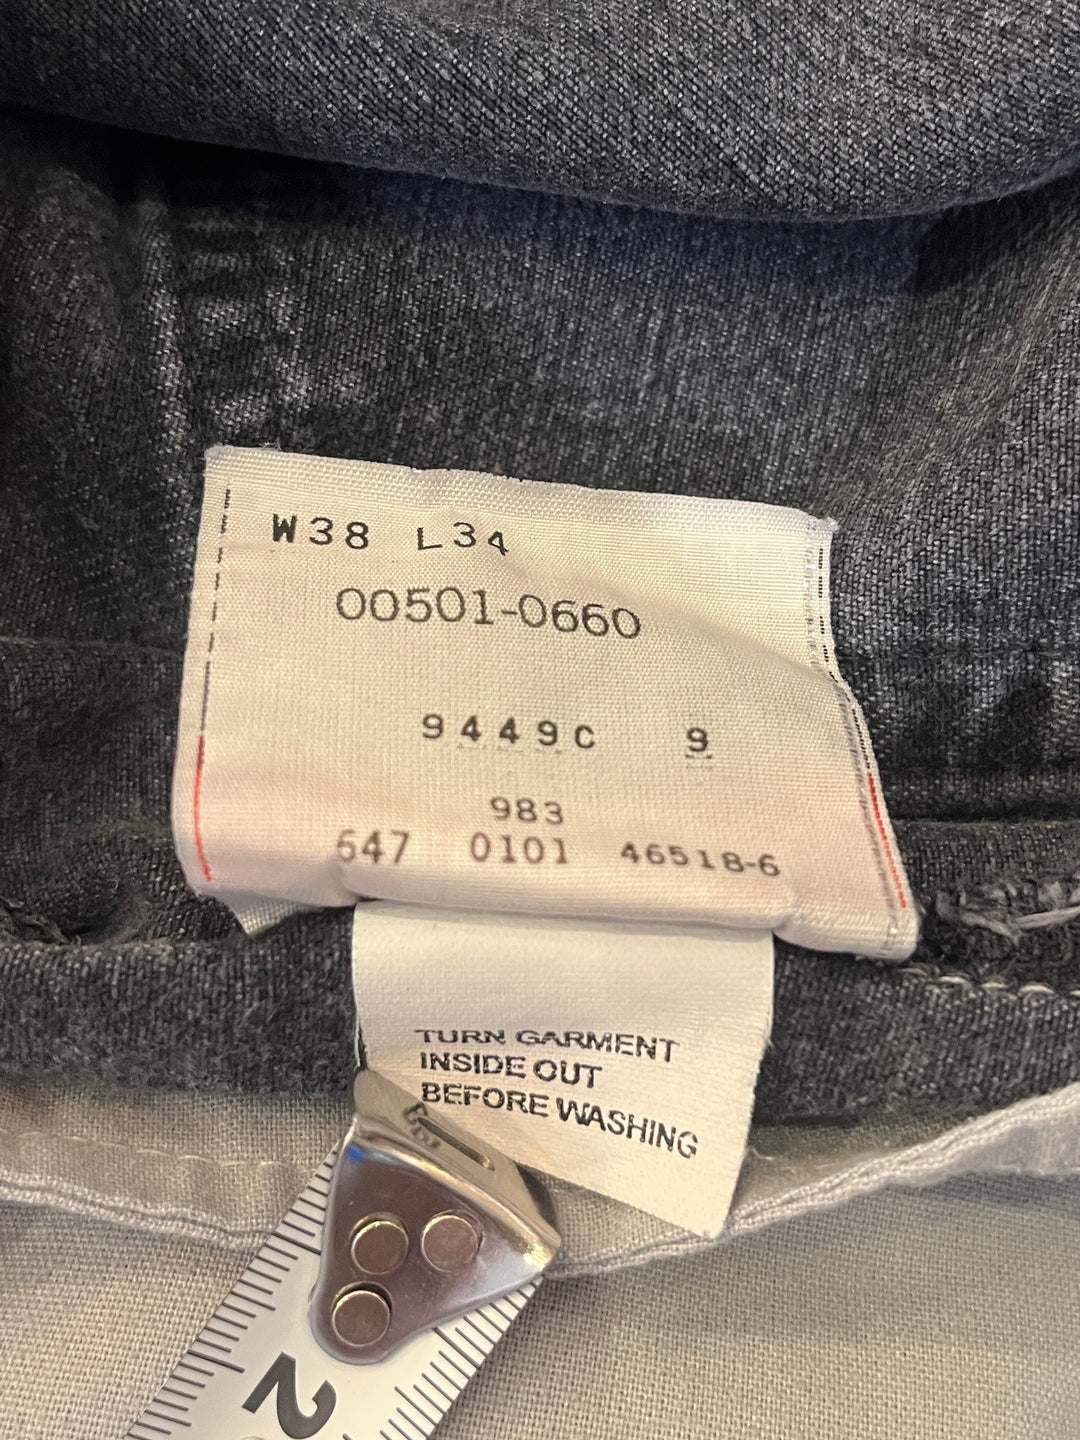 W38 L34
00501-0660
9449C 9
983
647 0101 46518-6
TURN GARMENT
INSIDE OUT
BEFORE WASHING
2